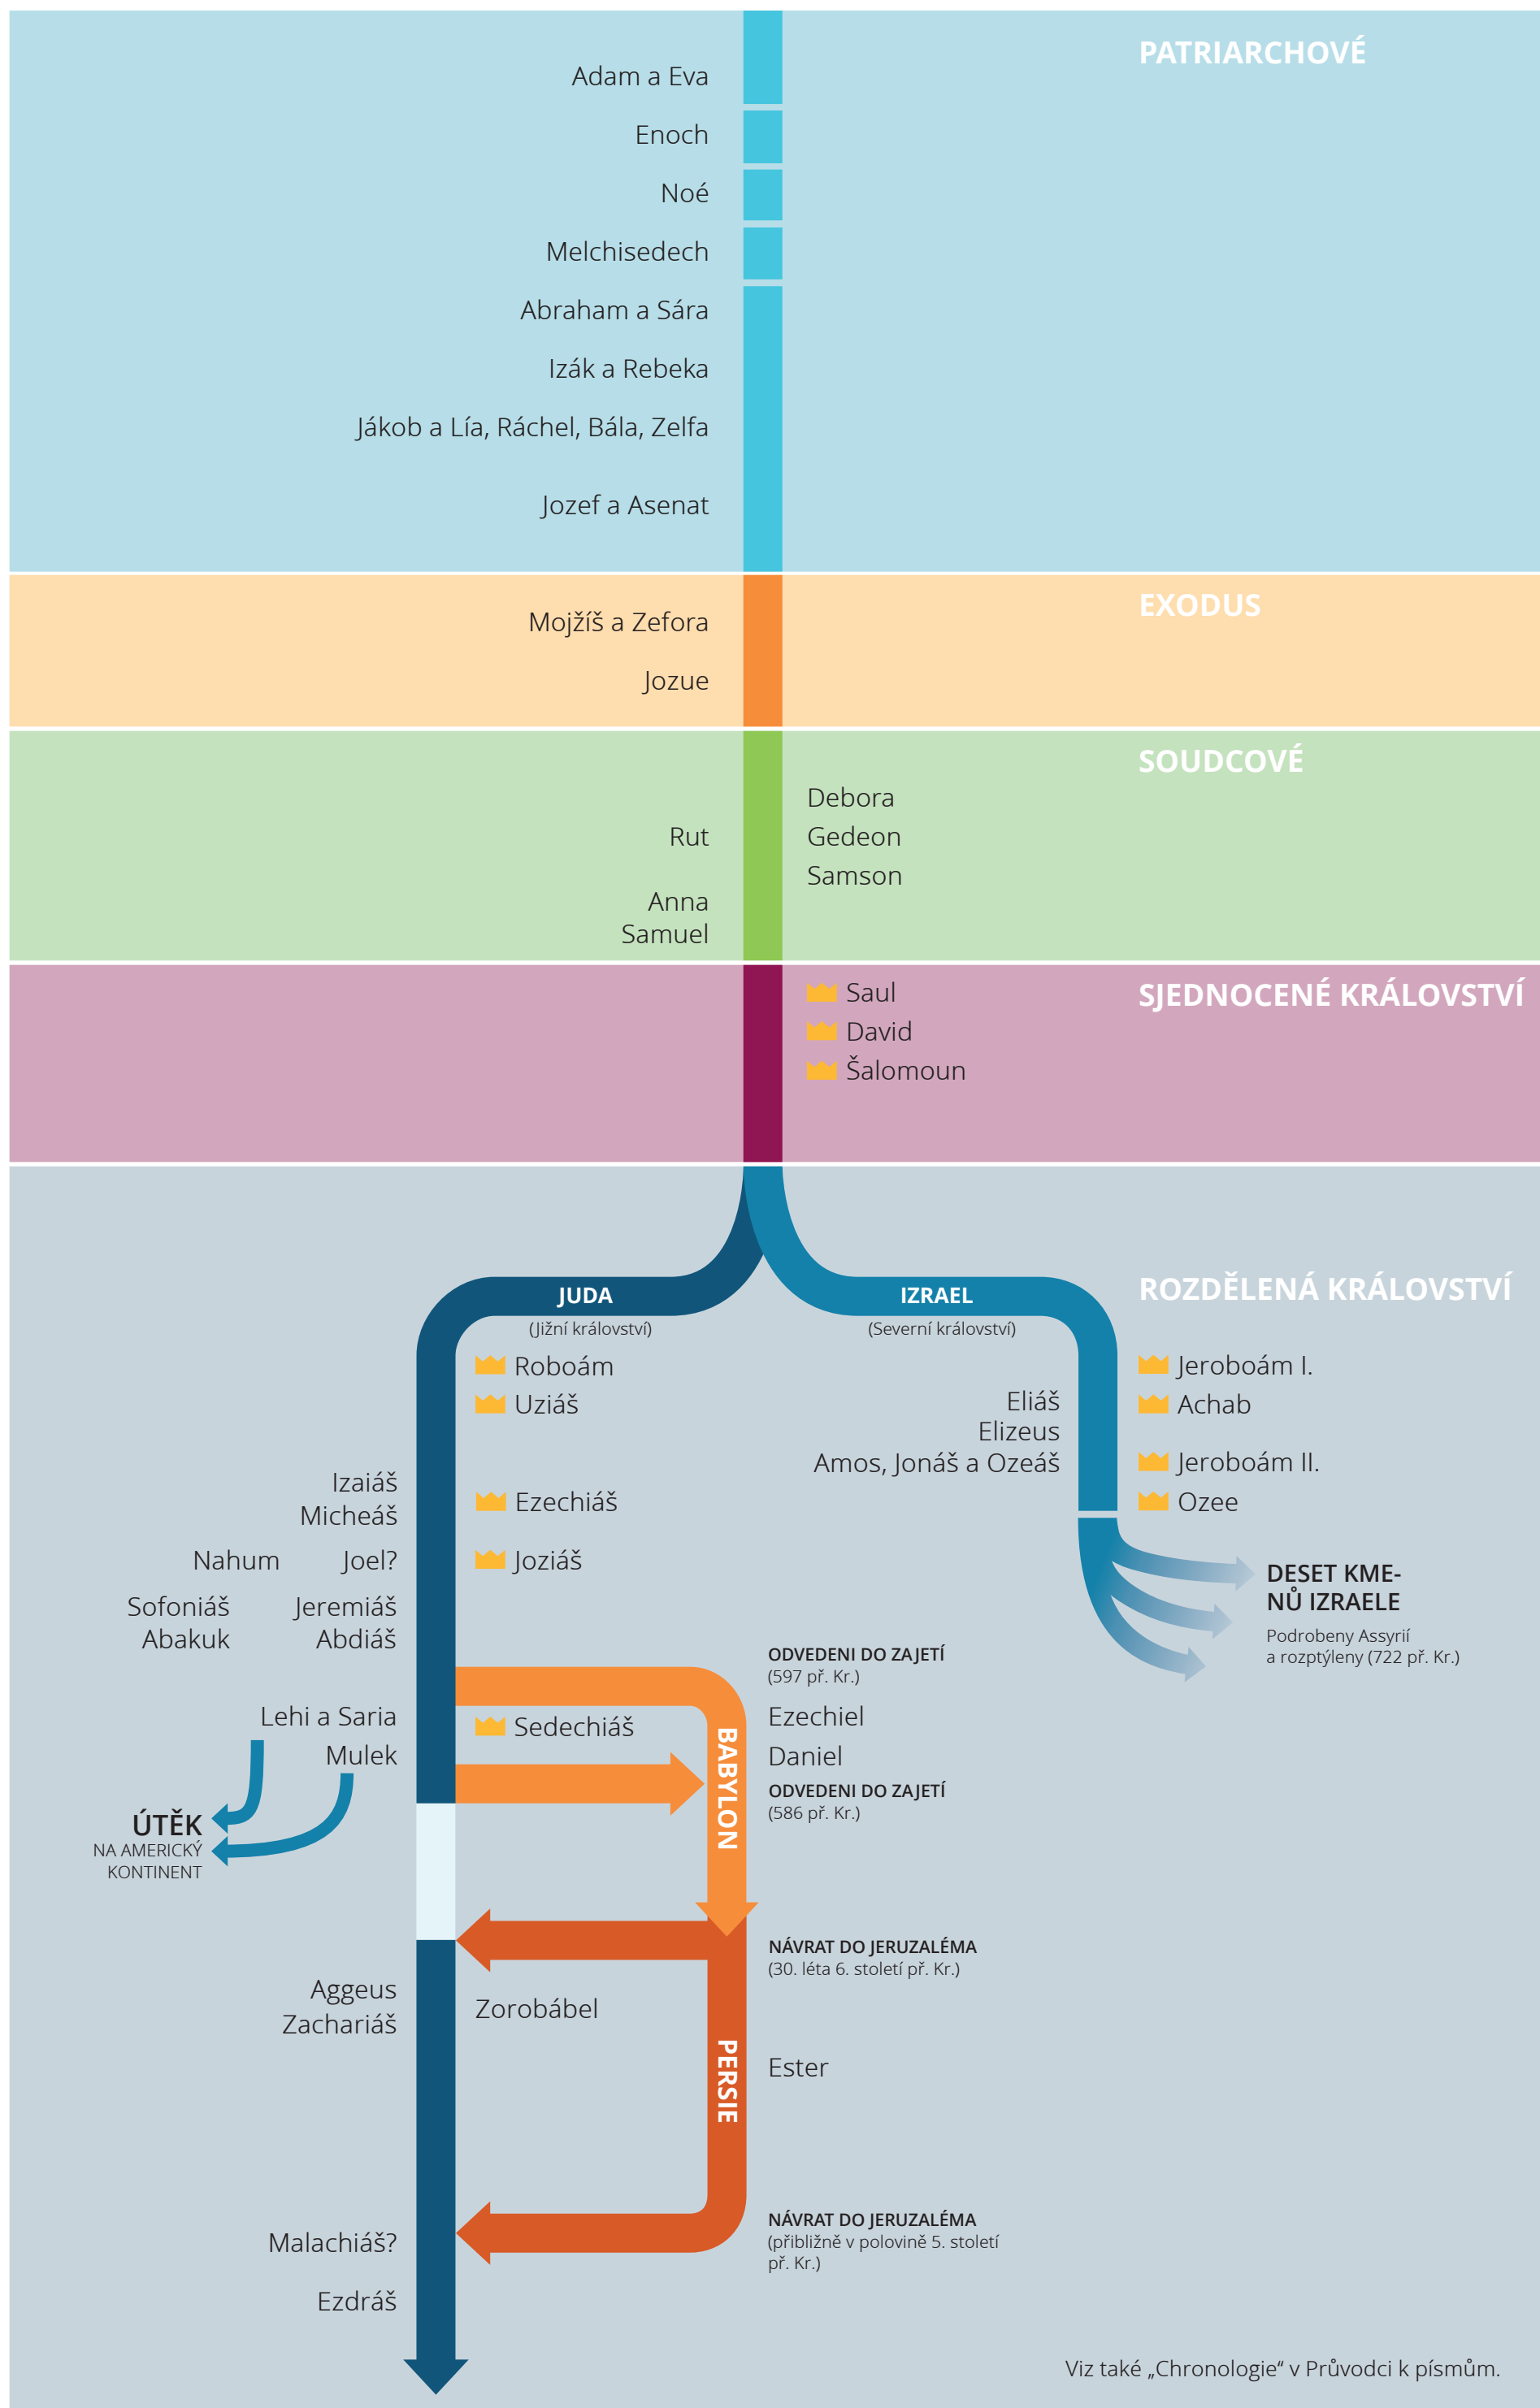 PATRIARCHOVÉ
Adam a Eva
Enoch
Noé
Melchisedech
Abraham a Sára
Izák a Rebeka
Jákob a Lía, Ráchel, Bála, Zelfa
Jozef a Asenat
EXODUS
Mojžíš a Zefora
Jozue
SOUDCOVÉ
Debora
Rut
Gedeon
Samson
Anna
Samuel
SJEDNOCENÉ KRÁLOVSTVÍ
Saul
David
Šalomoun
ROZDĚLENÁ KRÁLOVSTVÍ
JUDA
(Jižní království)
Roboám
Uziáš
Izaiáš
Micheáš
Ezechiáš
Nahum
Joel?
Joziáš
Sofoniáš
Jeremiáš
Abakuk
Abdiáš
IZRAEL
(Severní království)
Eliáš
Elizeus
Amos, Jonáš a Ozeáš
Jeroboám I.
Achab
Jeroboám II.
Ozee
DESET KME-
NŮ IZRAELE
Podrobeny Assyrií
a rozptýleny (722 př. Kr.)
ODVEDENI DO ZAJETÍ
(597 př. Kr.)
Lehi a Saria
Mulek
Sedechiáš
BABYLON
Ezechiel
Daniel
ODVEDENI DO ZAJETÍ
(586 př. Kr.)
ÚTĚK
NA AMERICKÝ
KONTINENT
NÁVRAT DO JERUZALÉMA
(30. léta 6. století př. Kr.)
Aggeus
Zachariáš
Zorobábel
PERSIE
Ester
NÁVRAT DO JERUZALÉMA
(přibližně v polovině 5. století
př. Kr.)
Malachiáš?
Ezdráš
Viz také „Chronologie“ v Průvodci k písmům.